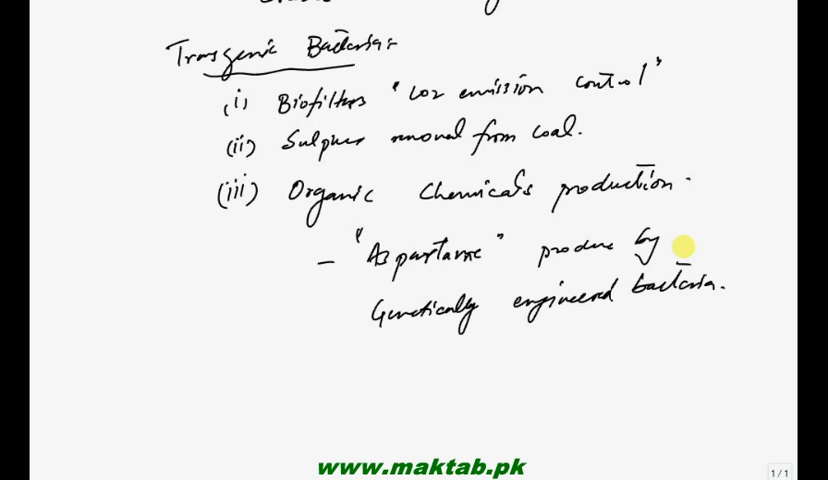 Transgenic Bacteria:
(i) Biofilters "CO2 emission control"
(ii) Sulphur removal from coal.
(iii) Organic Chemicals production.
- "Aspartame" produce by
Genetically engineered bacteria.
www.maktab.pk
1/1